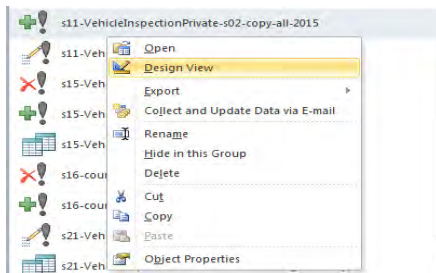 s11-VehicleInspectionPrivate-s02-copy-all-2015
s11-Veh
Open
s15-Veh
Design View
Export
s15-Veh
Collect and Update Data via E-mail
s15-Veh
Rename
Hide in this Group
s16-cour
Delete
s16-cour
Cut
Copy
s21-Veh
Paste
s21-Veh
Object Properties